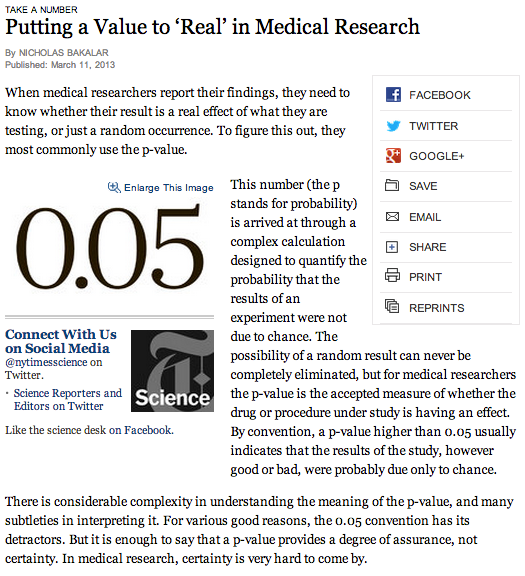 TAKE A NUMBER
Putting a Value to ‘Real’ in Medical Research
By NICHOLAS BAKALAR
Published: March 11, 2013
When medical researchers report their findings, they need to
know whether their result is a real effect of what they are
testing, or just a random occurrence. To figure this out, they
most commonly use the p-value.
FACEBOOK
TWITTER
GOOGLE+
SAVE
EMAIL
SHARE
PRINT
REPRINTS
Enlarge This Image
0.05
Connect With Us
on Social Media
@nytimesscience on
Twitter.
• Science Reporters and
Editors on Twitter
Like the science desk on Facebook.
T
Science
This number (the p
stands for probability)
is arrived at through a
complex calculation
designed to quantify the
probability that the
results of an
experiment were not
due to chance. The
possibility of a random result can never be
completely eliminated, but for medical researchers
the p-value is the accepted measure of whether the
drug or procedure under study is having an effect.
By convention, a p-value higher than 0.05 usually
indicates that the results of the study, however
good or bad, were probably due only to chance.
There is considerable complexity in understanding the meaning of the p-value, and many
subtleties in interpreting it. For various good reasons, the 0.05 convention has its
detractors. But it is enough to say that a p-value provides a degree of assurance, not
certainty. In medical research, certainty is very hard to come by.